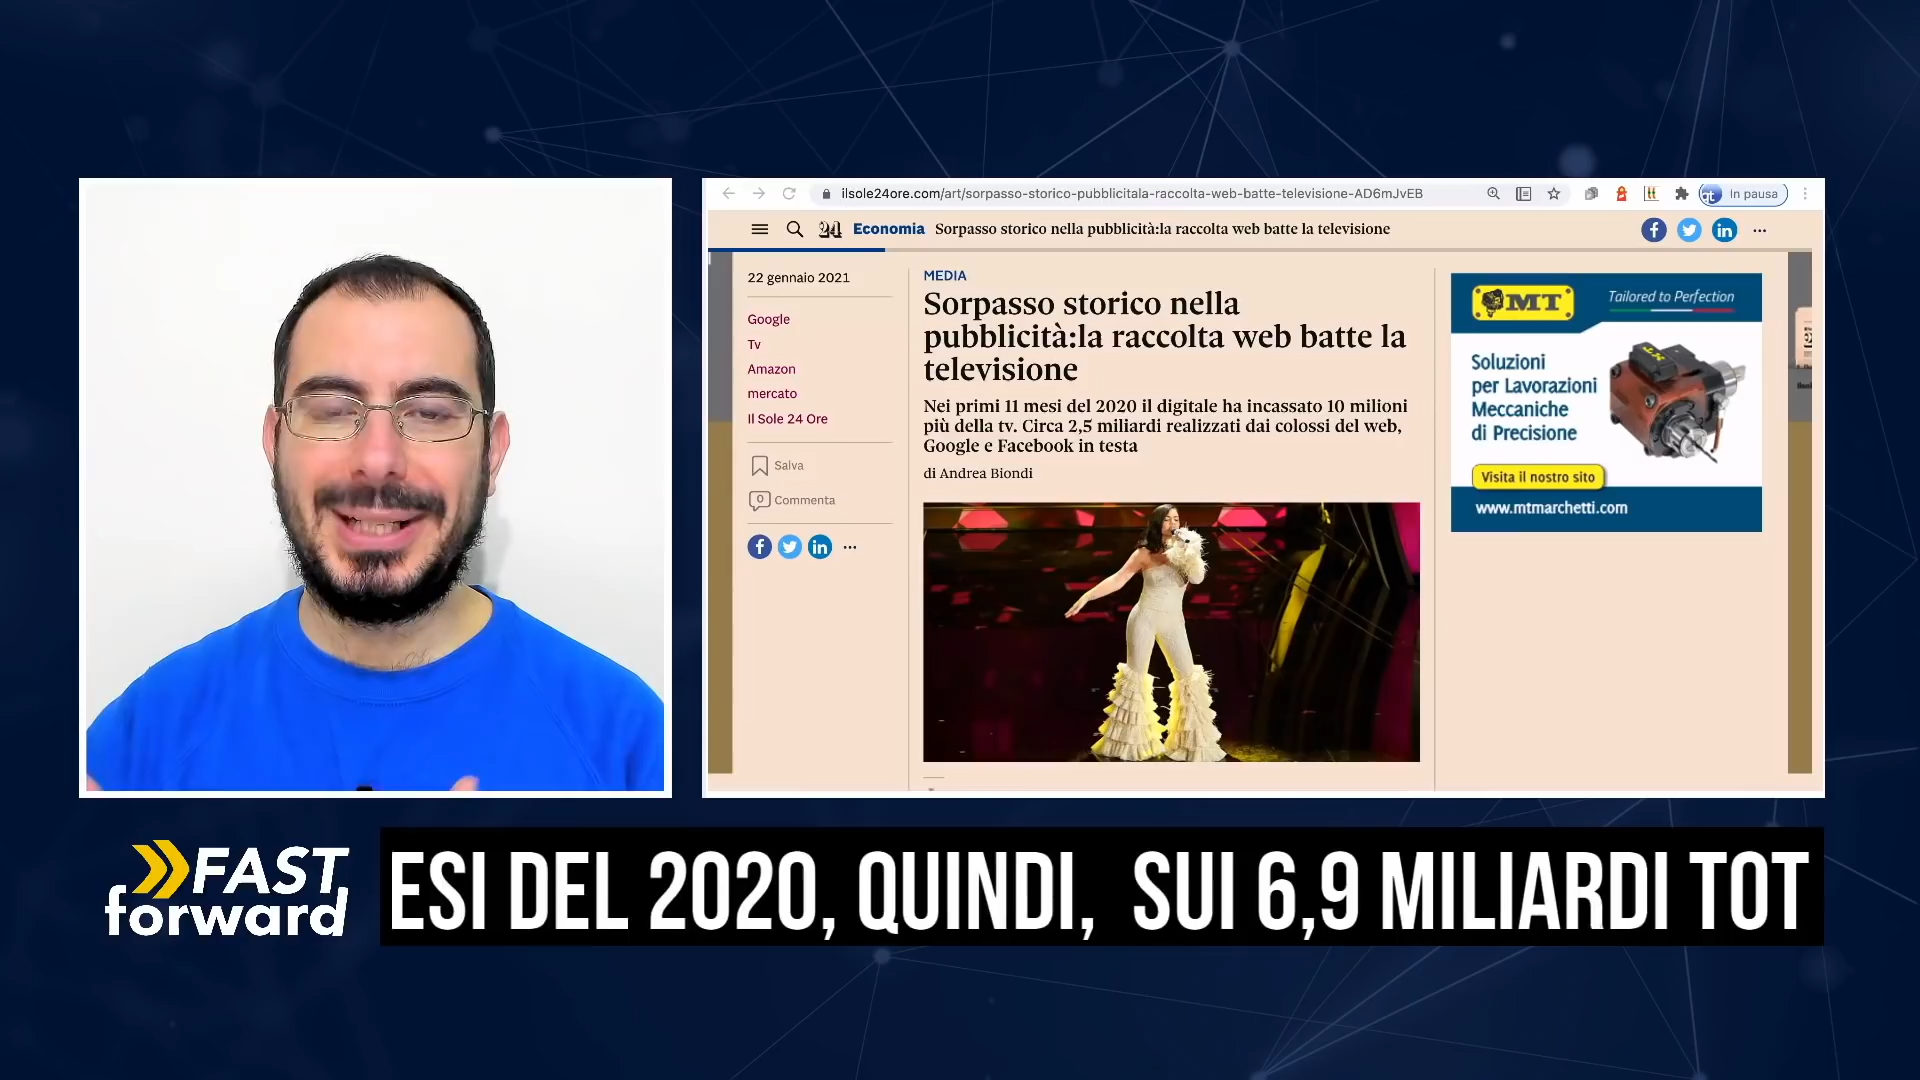 ilsole24ore.com/art/sorpasso-storico-pubblicitala-raccolta-web-batte-televisione-AD6mJvEB
In pausa
24 Economia Sorpasso storico nella pubblicità:la raccolta web batte la televisione
22 gennaio 2021
Google
Tv
Amazon
mercato
Il Sole 24 Ore
Salva
0 Commenta
MEDIA
Sorpasso storico nella
pubblicità:la raccolta web batte la
televisione
Nei primi 11 mesi del 2020 il digitale ha incassato 10 milioni
più della tv. Circa 2,5 miliardi realizzati dai colossi del web,
Google e Facebook in testa
di Andrea Biondi
MT
Tailored to Perfection
Soluzioni
per Lavorazioni
Meccaniche
di Precisione
Visita il nostro sito
www.mtmarchetti.com
FAST
forward
ESI DEL 2020, QUINDI, SUI 6,9 MILIARDI TOT